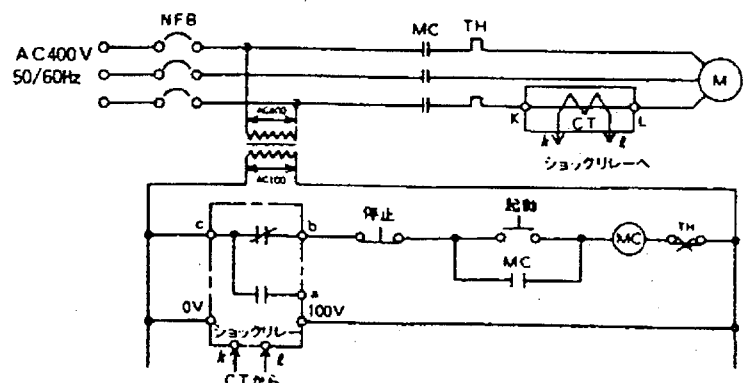 NFB
MC
TH
AC400V
50/60Hz
M
AC400
K
CT
L
k
ℓ
ショックリレーへ
AC100
c
b
停止
起動
MC
TH
MC
a
0V
100V
ショックリレー
k
ℓ
CTから